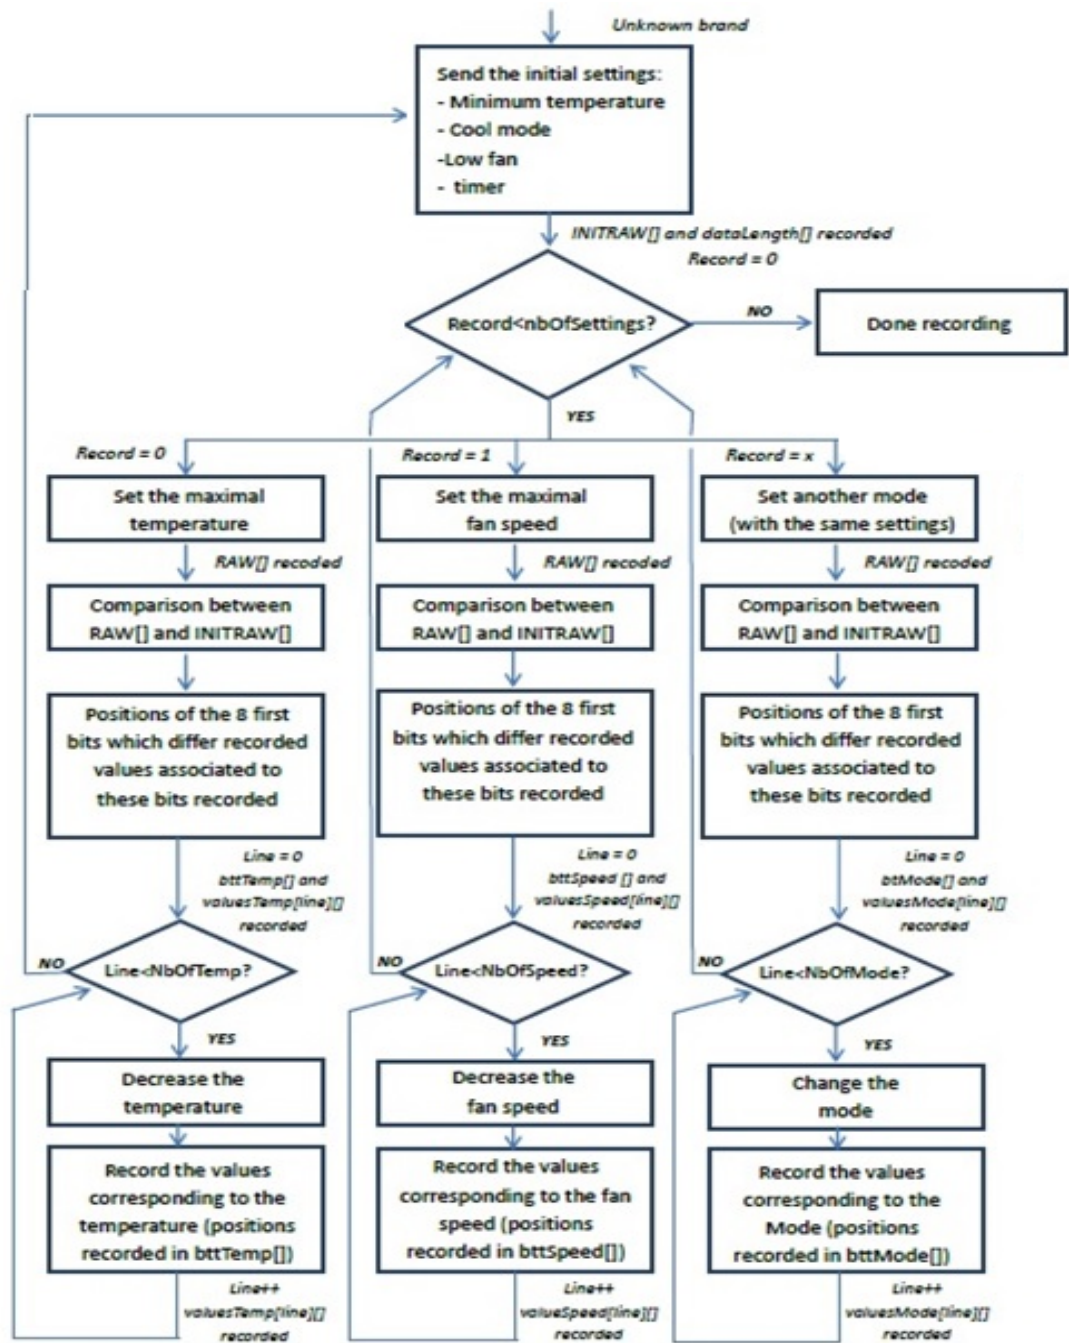 Unknown brand
Send the initial settings:
- Minimum temperature
- Cool mode
-Low fan
- timer
INITRAW[] and dataLength[] recorded
Record = 0
Record<nbOfSettings?
NO
Done recording
YES
Record = 0
Record = 1
Record = x
Set the maximal
temperature
Set the maximal
fan speed
Set another mode
(with the same settings)
RAW[] recoded
RAW[] recoded
RAW[] recoded
Comparison between
RAW[] and INITRAW[]
Comparison between
RAW[] and INITRAW[]
Comparison between
RAW[] and INITRAW[]
Positions of the 8 first
bits which differ recorded
values associated to
these bits recorded
Positions of the 8 first
bits which differ recorded
values associated to
these bits recorded
Positions of the 8 first
bits which differ recorded
values associated to
these bits recorded
Line = 0
bttTemp[] and
valuesTemp[line][]
recorded
Line = 0
bttSpeed [] and
valuesSpeed[line][]
recorded
Line = 0
btMode[] and
valuesMode[line][]
recorded
NO
Line<NbOfTemp?
NO
Line<NbOfSpeed?
NO
Line<NbOfMode?
YES
YES
YES
Decrease the
temperature
Decrease the
fan speed
Change the
mode
Record the values
corresponding to the
temperature (positions
recorded in bttTemp[])
Record the values
corresponding to the fan
speed (positions
recorded in bttSpeed[])
Record the values
corresponding to the
Mode (positions
recorded in bttMode[])
Line++
valuesTemp[line][]
recorded
Line++
valueSpeed[line][]
recorded
Line++
valuesMode[line][]
recorded